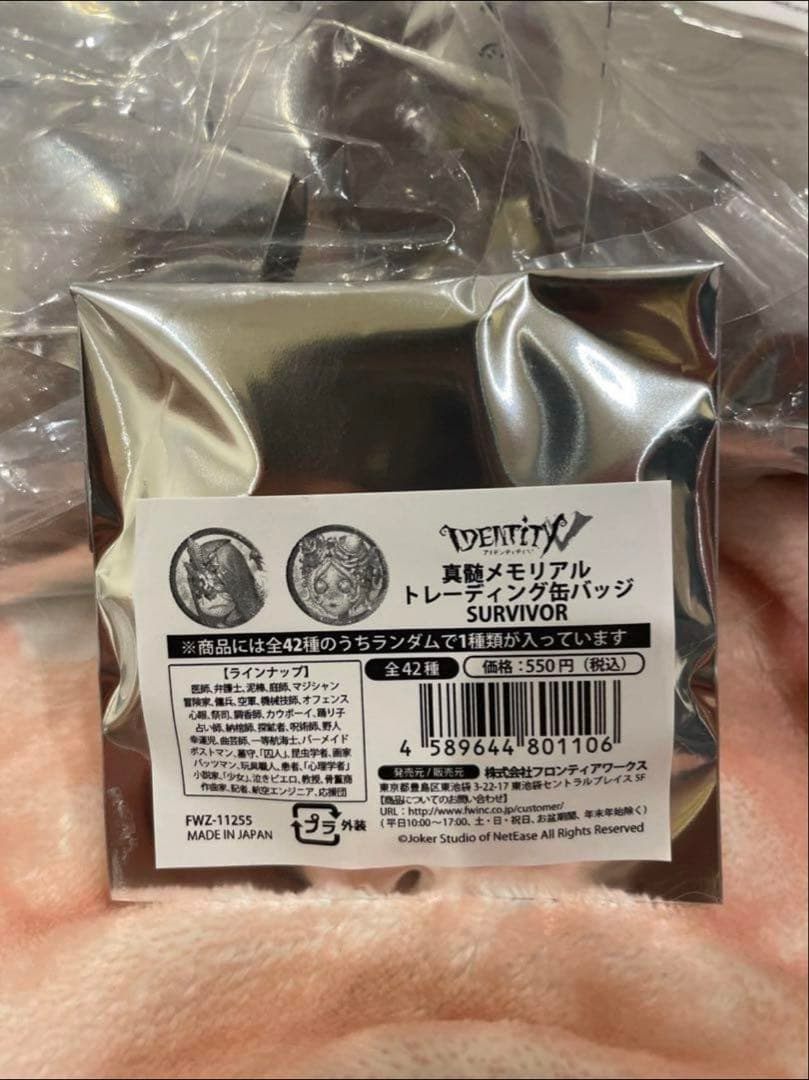 IDENTITY V
アイデンティティV
真髄メモリアル
トレーディング缶バッジ
SURVIVOR
※商品には全42種のうちランダムで1種類が入っています
【ラインナップ】
医師、弁護士、泥棒、庭師、マジシャン
冒険家、傭兵、空軍、機械技師、オフェンス
心眼、祭司、調香師、カウボーイ、踊り子
占い師、納棺師、探鉱者、呪術師、野人
幸運児、曲芸師、一等航海士、バーメイド
ポストマン、墓守、「囚人」、昆虫学者、画家
バッツマン、玩具職人、患者、「心理学者」
小説家、「少女」、泣きピエロ、教授、骨董商
作曲家、記者、航空エンジニア、応援団
FWZ-11255
MADE IN JAPAN
プラ 外装
全42種
価格：550円（税込）
4 589644 801106
発売元／販売元 株式会社フロンティアワークス
東京都豊島区東池袋 3-22-17 東池袋セントラルプレイス 5F
【商品についてのお問い合わせ】
URL：http://www.fwinc.co.jp/customer/
（平日10:00～17:00、土・日・祝日、お盆期間、年末年始除く）
©Joker Studio of NetEase All Rights Reserved